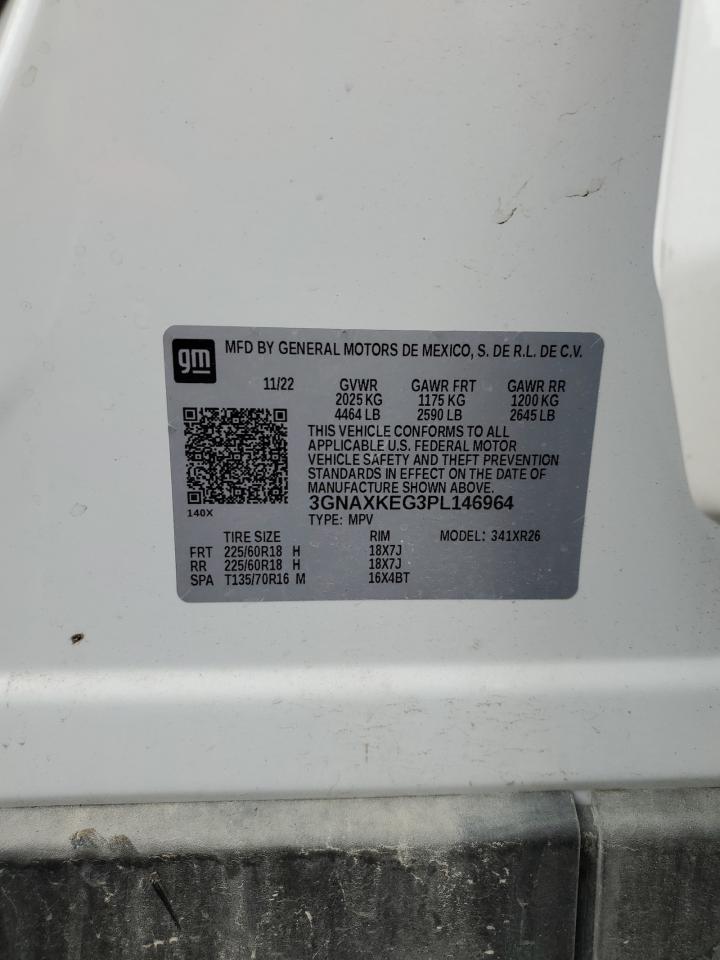 gm
MFD BY GENERAL MOTORS DE MEXICO, S. DE R.L. DE C.V.
11/22 GVWR GAWR FRT GAWR RR
2025 KG 1175 KG 1200 KG
4464 LB 2590 LB 2645 LB
THIS VEHICLE CONFORMS TO ALL
APPLICABLE U.S. FEDERAL MOTOR
VEHICLE SAFETY AND THEFT PREVENTION
STANDARDS IN EFFECT ON THE DATE OF
MANUFACTURE SHOWN ABOVE.
3GNAXKEG3PL146964
140X
TYPE: MPV
TIRE SIZE RIM MODEL: 341XR26
FRT 225/60R18 H 18X7J
RR 225/60R18 H 18X7J
SPA T135/70R16 M 16X4BT